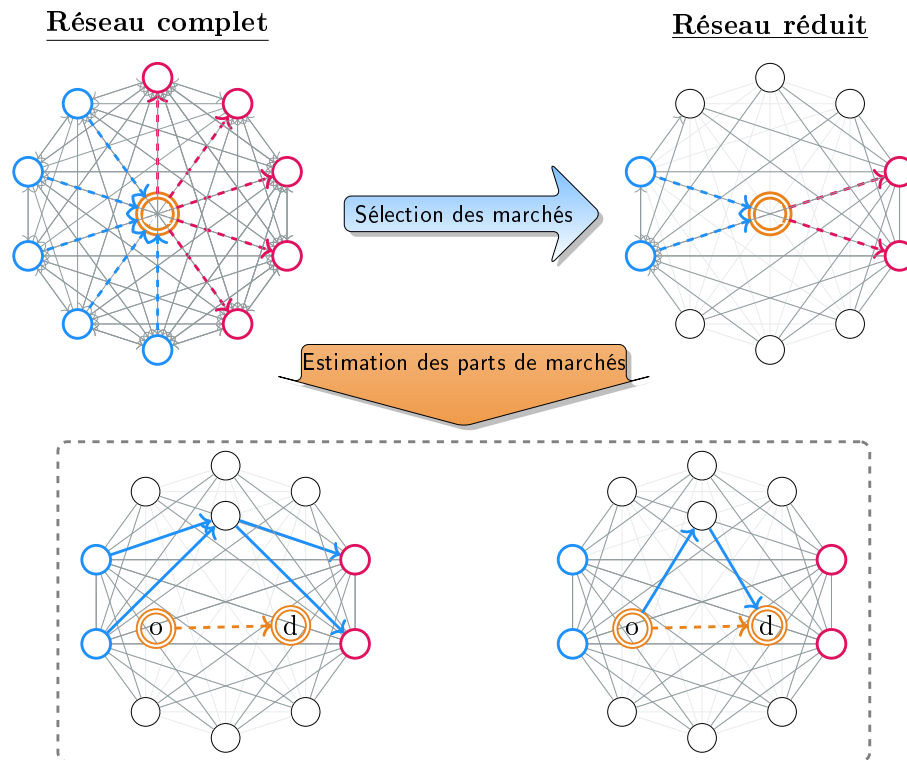 Réseau complet
Réseau réduit
Sélection des marchés
Estimation des parts de marchés
o
d
o
d